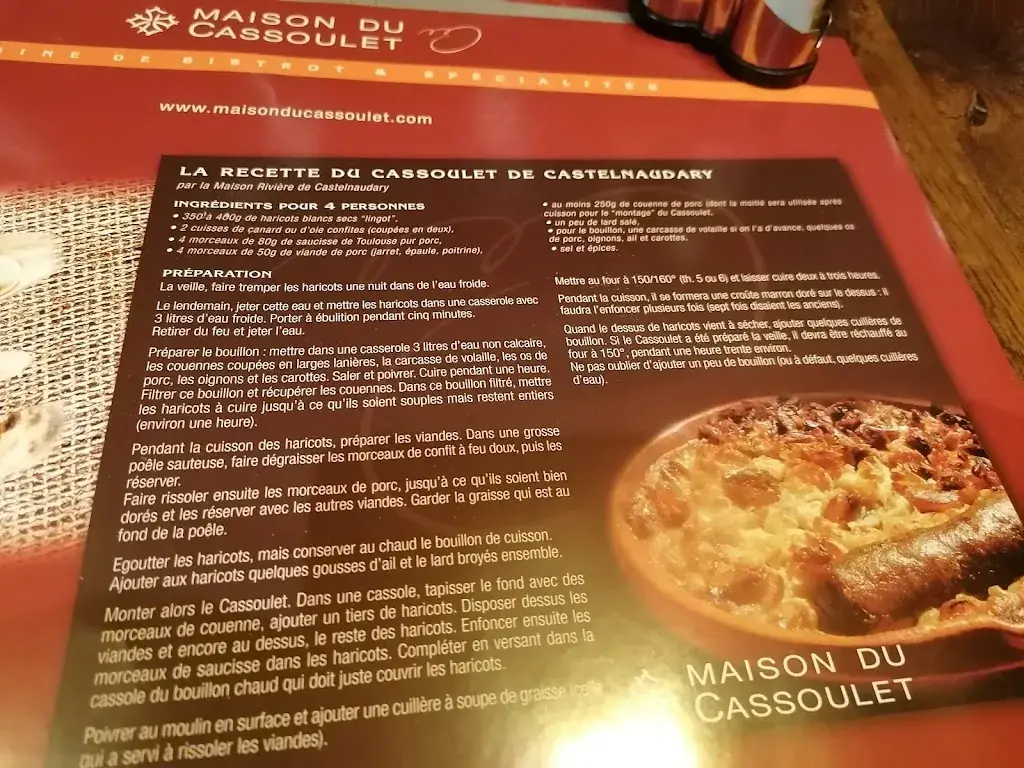 MAISON DU
CASSOULET
INE DE BISTROT & SPÉCIALITÉS
www.maisonducassoulet.com
LA RECETTE DU CASSOULET DE CASTELNAUDARY
par la Maison Rivière de Castelnaudary
INGRÉDIENTS POUR 4 PERSONNES
• 350 à 400g de haricots blancs secs "lingot",
• 2 cuisses de canard ou d'oie confites (coupées en deux),
• 4 morceaux de 80g de saucisse de Toulouse pur porc,
• 4 morceaux de 50g de viande de porc (jarret, épaule, poitrine),
• au moins 250g de couenne de porc (dont la moitié sera utilisée après
cuisson pour le "montage" du Cassoulet,
• un peu de lard salé,
• pour le bouillon, une carcasse de volaille si on l'a d'avance, quelques os
de porc, oignons, ail et carottes.
• sel et épices.
PRÉPARATION
La veille, faire tremper les haricots une nuit dans de l'eau froide.
Le lendemain, jeter cette eau et mettre les haricots dans une casserole avec
3 litres d'eau froide. Porter à ébulition pendant cinq minutes.
Retirer du feu et jeter l'eau.
Préparer le bouillon : mettre dans une casserole 3 litres d'eau non calcaire,
les couennes coupées en larges lanières, la carcasse de volaille, les os de
porc, les oignons et les carottes. Saler et poivrer. Cuire pendant une heure.
Filtrer ce bouillon et récupérer les couennes. Dans ce bouillon filtré, mettre
les haricots à cuire jusqu'à ce qu'ils soient souples mais restent entiers
(environ une heure).
Pendant la cuisson des haricots, préparer les viandes. Dans une grosse
poêle sauteuse, faire dégraisser les morceaux de confit à feu doux, puis les
réserver.
Faire rissoler ensuite les morceaux de porc, jusqu'à ce qu'ils soient bien
dorés et les réserver avec les autres viandes. Garder la graisse qui est au
fond de la poêle.
Egoutter les haricots, mais conserver au chaud le bouillon de cuisson.
Ajouter aux haricots quelques gousses d'ail et le lard broyés ensemble.
Monter alors le Cassoulet. Dans une cassole, tapisser le fond avec des
morceaux de couenne, ajouter un tiers de haricots. Disposer dessus les
viandes et encore au dessus, le reste des haricots. Enfoncer ensuite les
morceaux de saucisse dans les haricots. Compléter en versant dans la
cassole du bouillon chaud qui doit juste couvrir les haricots.
Poivrer au moulin en surface et ajouter une cuillère à soupe de graisse (celle
qui a servi à rissoler les viandes).
Mettre au four à 150/160° (th. 5 ou 6) et laisser cuire deux à trois heures.
Pendant la cuisson, il se formera une croûte marron doré sur le dessus : il
faudra l'enfoncer plusieurs fois (sept fois disaient les anciens).
Quand le dessus de haricots vient à sécher, ajouter quelques cuillères de
bouillon. Si le Cassoulet a été préparé la veille, il devra être réchauffé au
four à 150°, pendant une heure trente environ.
Ne pas oublier d'ajouter un peu de bouillon (ou à défaut, quelques cuillères
d'eau).
MAISON DU
CASSOULET